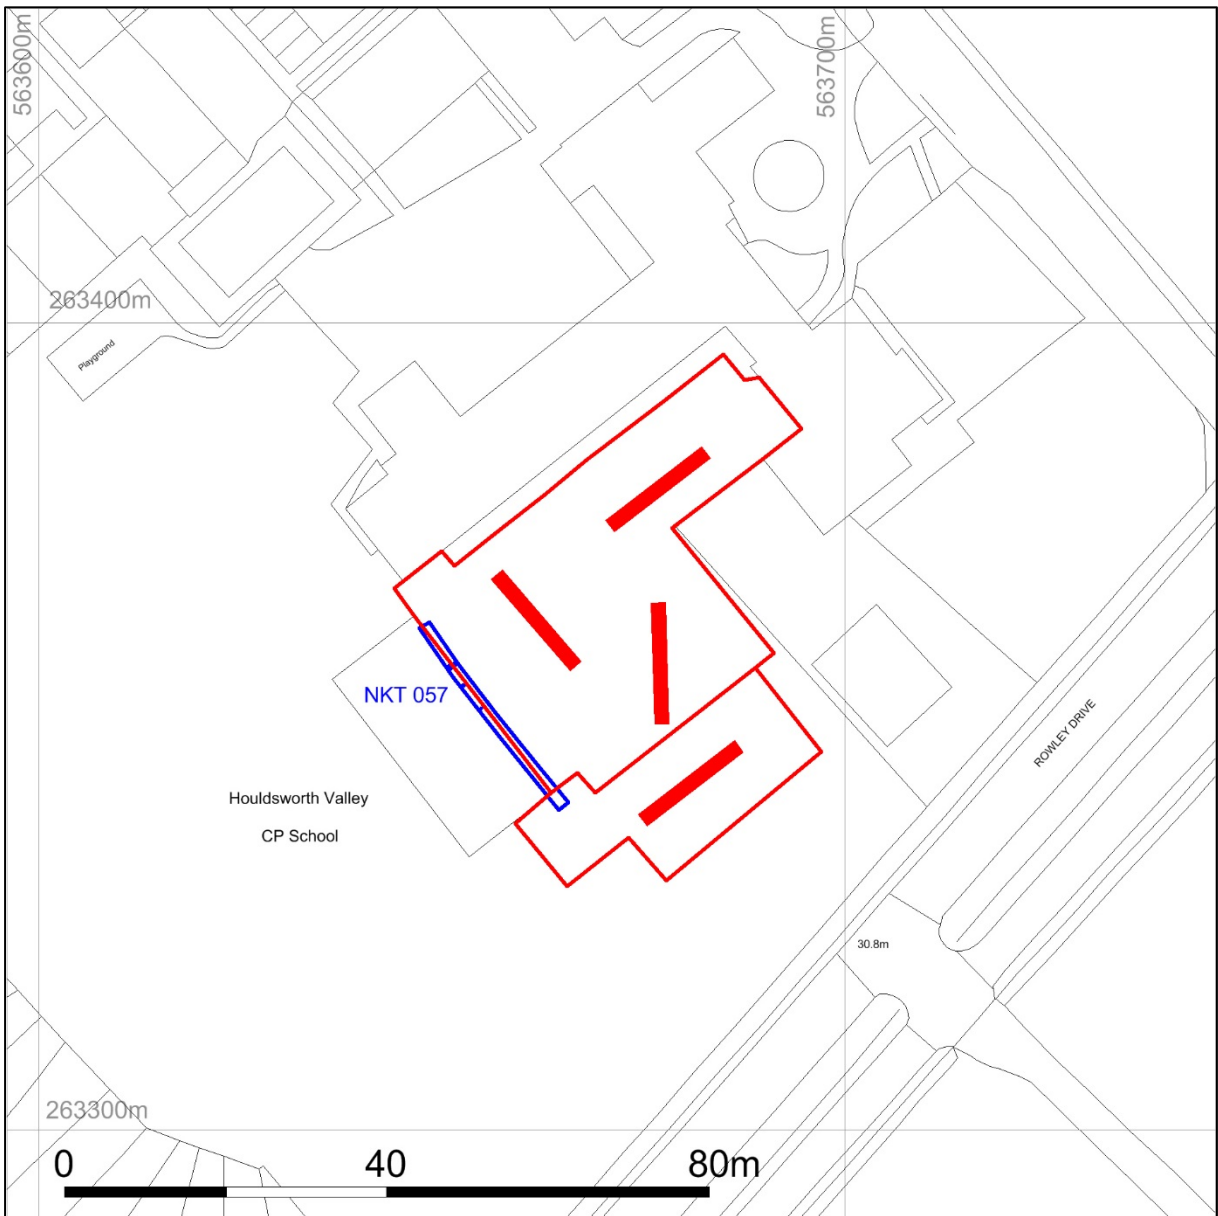 563600m
563700m
263400m
Playground
NKT 057
ROWLEY DRIVE
Houldsworth Valley
CP School
30.8m
263300m
0 40 80m